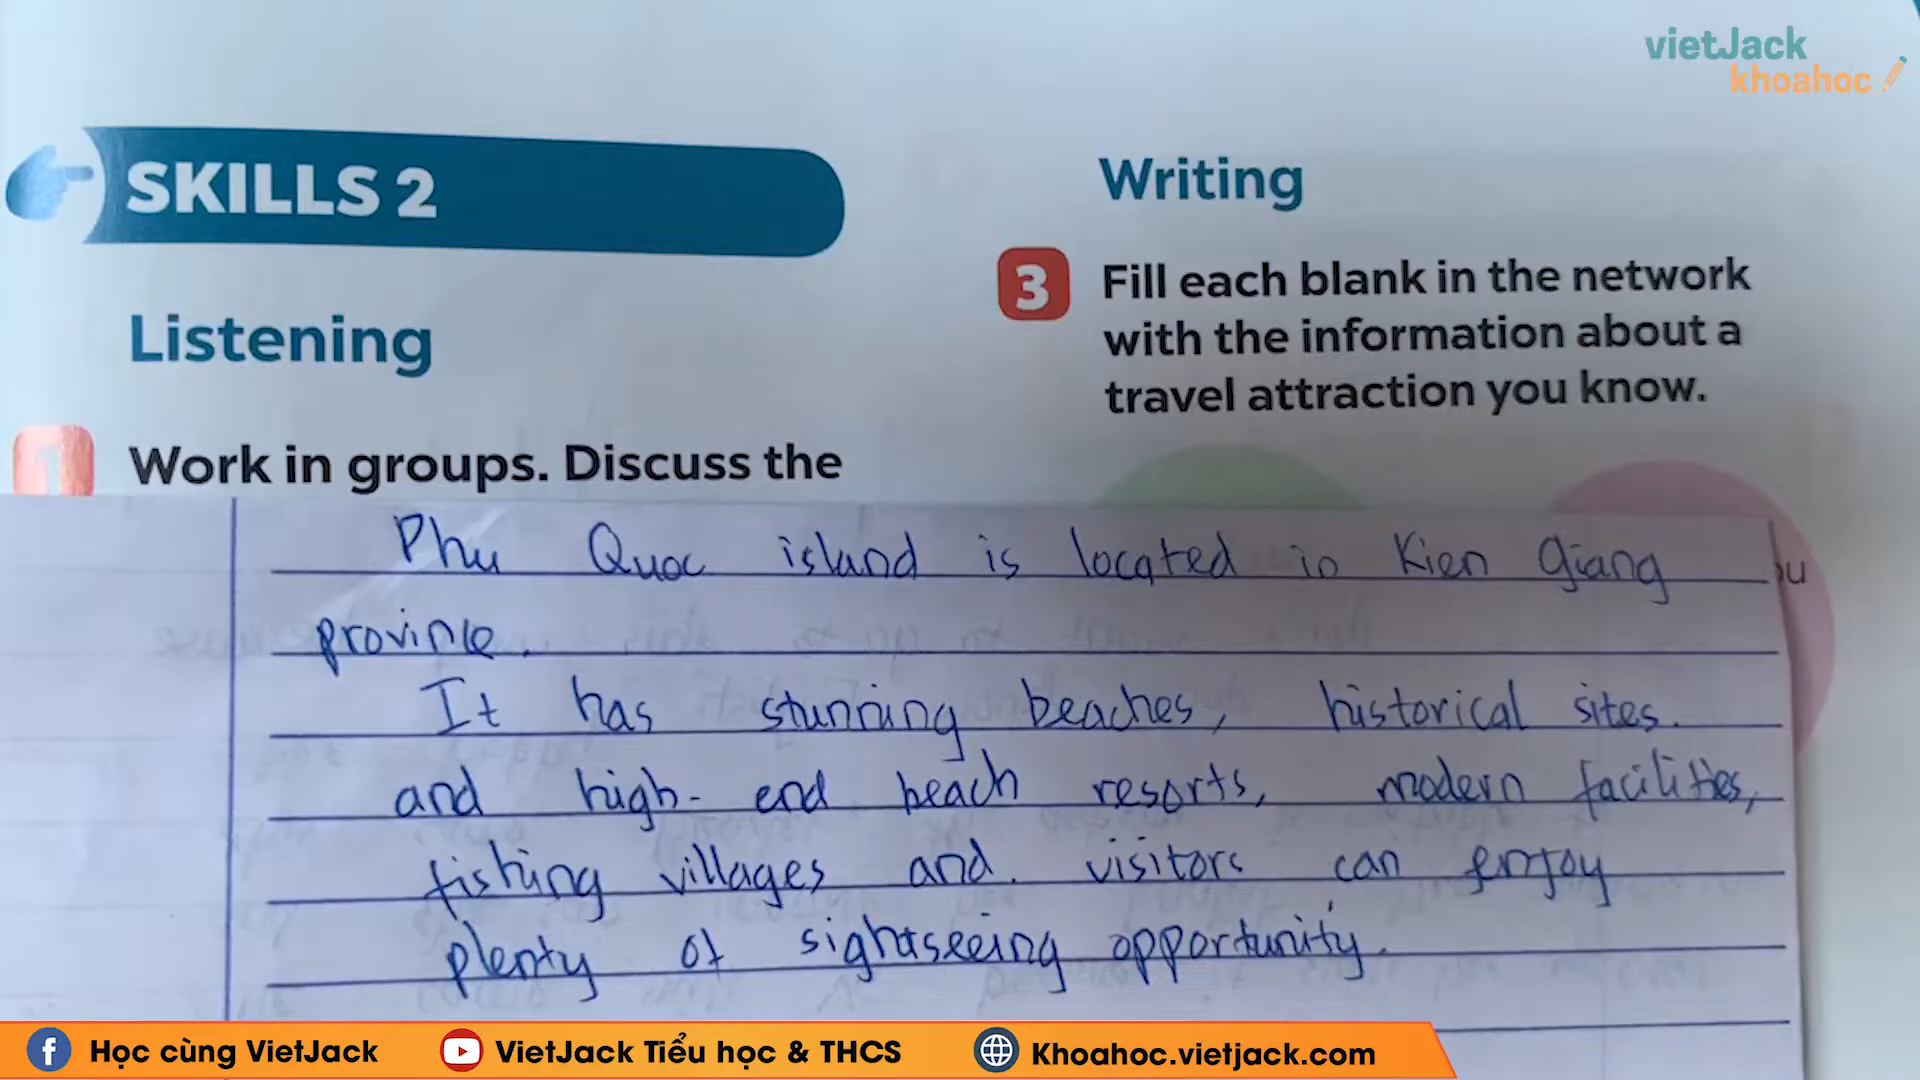 vietJack
khoahoc
SKILLS 2
Listening
1 Work in groups. Discuss the
Writing
3 Fill each blank in the network
with the information about a
travel attraction you know.
Phu Quoc island is located in Kien Giang
province.
It has stunning beaches, historical sites.
and high-end beach resorts, modern facilities,
fishing villages and. visitors can enjoy
plenty of sightseeing opportunity.
Học cùng VietJack
VietJack Tiểu học & THCS
Khoahoc.vietjack.com